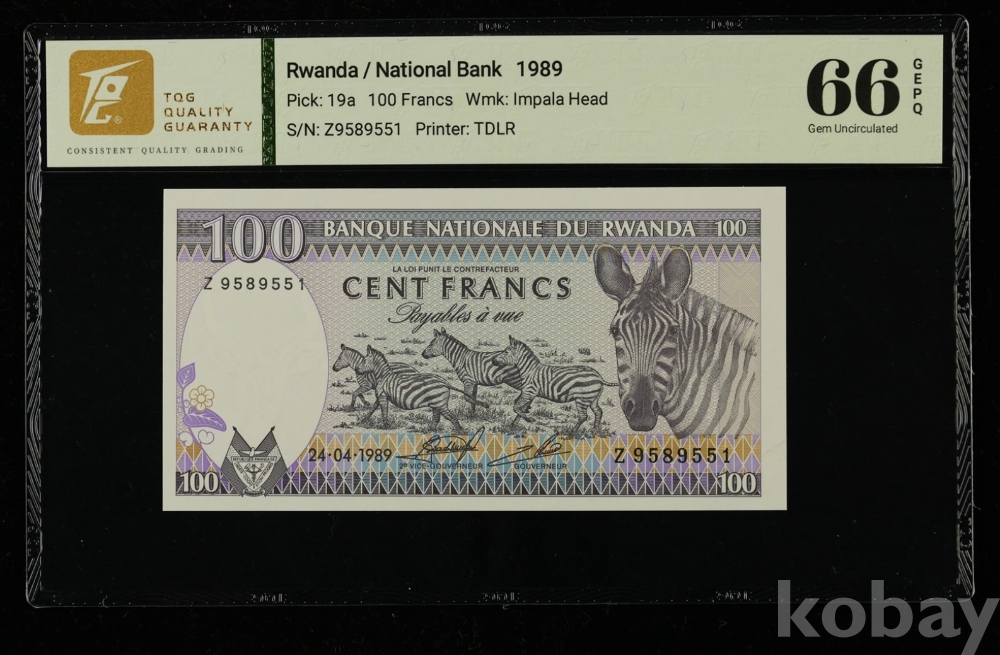 TQG
QUALITY
GUARANTY
CONSISTENT QUALITY GRADING
Rwanda / National Bank 1989
Pick: 19a 100 Francs Wmk: Impala Head
S/N: Z9589551 Printer: TDLR
66
GEPQ
Gem Uncirculated
100 BANQUE NATIONALE DU RWANDA 100
LA LOI PUNIT LE CONTREFACTEUR
Z 9589551
CENT FRANCS
Payables à vue
24·04·1989
2e VICE-GOUVERNEUR GOUVERNEUR
Z 9589551
100 100
kobay